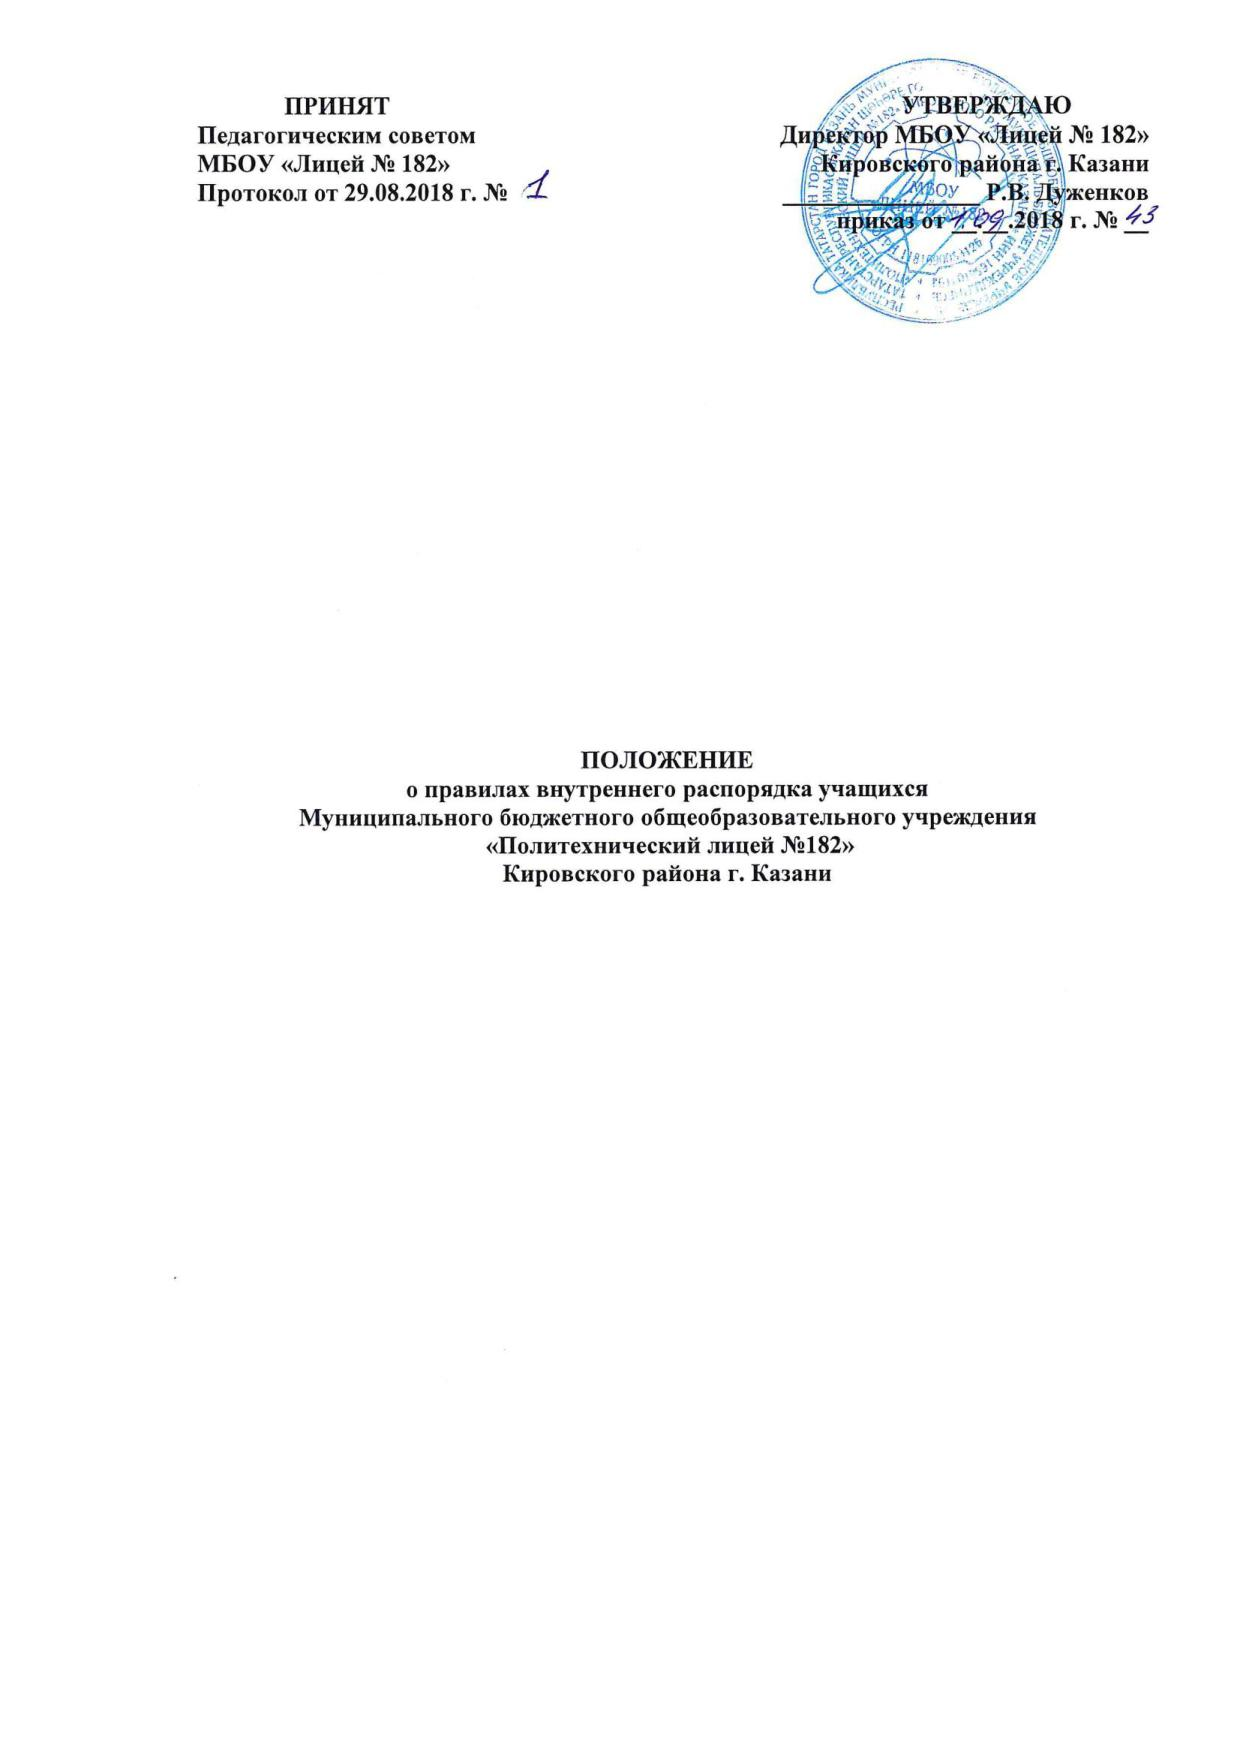 ПРИНЯТ
Педагогическим советом
МБОУ «Лицей № 182»
Протокол от 29.08.2018 г. № 1
УТВЕРЖДАЮ
Директор МБОУ «Лицей № 182»
Кировского района г. Казани
Р.В. Дуженков
приказ от 1.09.2018 г. № 43
МБОУ
ПОЛОЖЕНИЕ
о правилах внутреннего распорядка учащихся
Муниципального бюджетного общеобразовательного учреждения
«Политехнический лицей №182»
Кировского района г. Казани